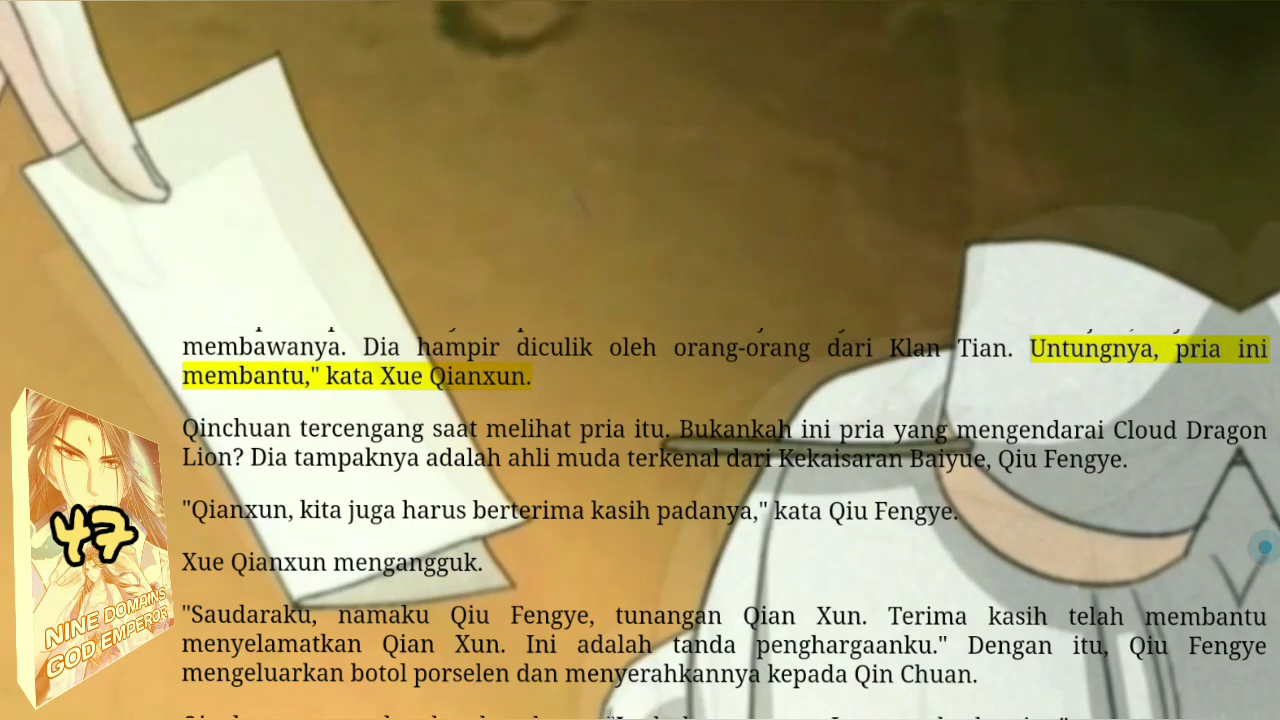 membawanya. Dia hampir diculik oleh orang-orang dari Klan Tian. Untungnya, pria ini
membantu," kata Xue Qianxun.
Qinchuan tercengang saat melihat pria itu. Bukankah ini pria yang mengendarai Cloud Dragon
Lion? Dia tampaknya adalah ahli muda terkenal dari Kekaisaran Baiyue, Qiu Fengye.
"Qianxun, kita juga harus berterima kasih padanya," kata Qiu Fengye.
Xue Qianxun mengangguk.
"Saudaraku, namaku Qiu Fengye, tunangan Qian Xun. Terima kasih telah membantu
menyelamatkan Qian Xun. Ini adalah tanda penghargaanku." Dengan itu, Qiu Fengye
mengeluarkan botol porselen dan menyerahkannya kepada Qin Chuan.
47
NINE DOMAINS
GOD EMPEROR